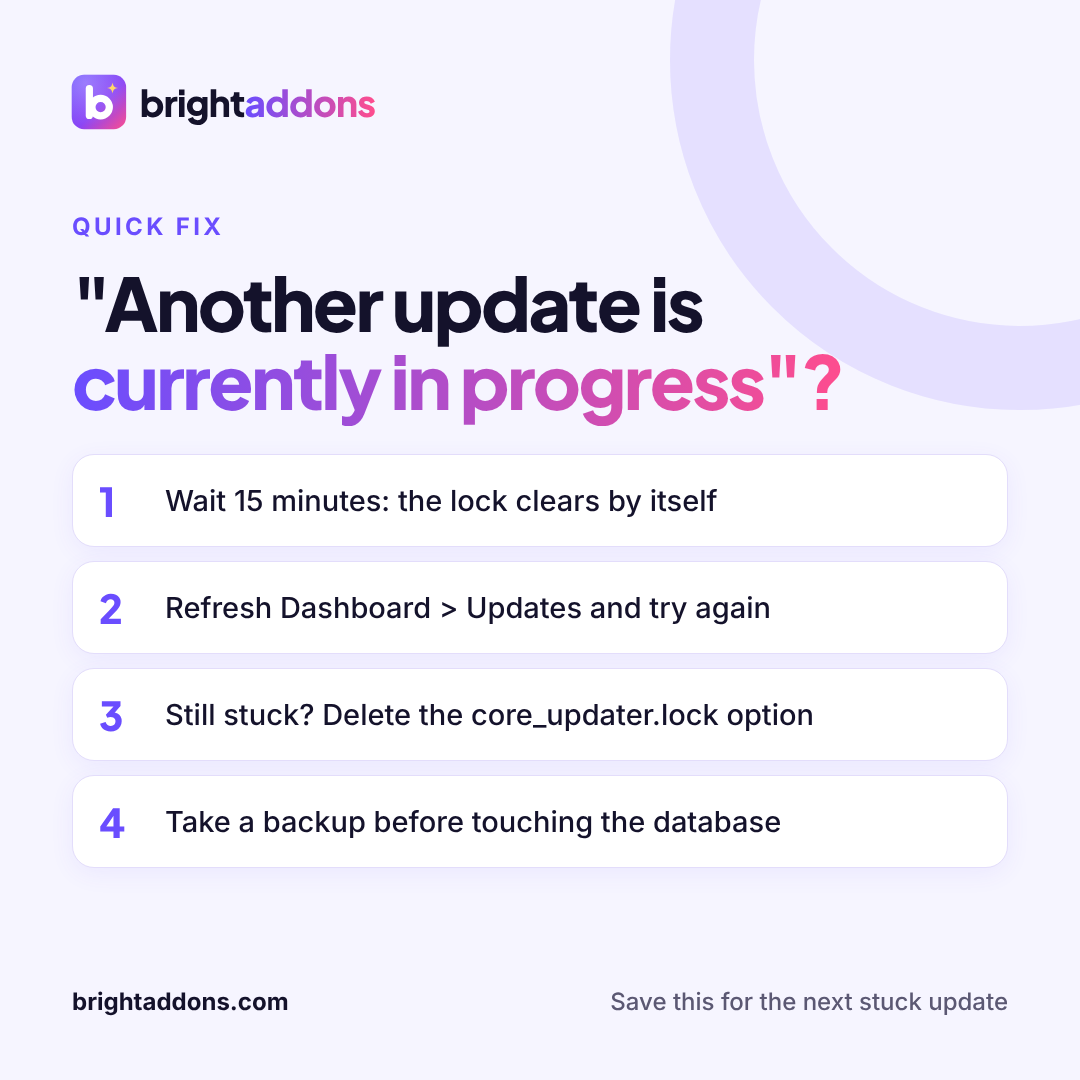 brightaddons
QUICK FIX
"Another update is
currently in progress"?
1 Wait 15 minutes: the lock clears by itself
2 Refresh Dashboard > Updates and try again
3 Still stuck? Delete the core_updater.lock option
4 Take a backup before touching the database
brightaddons.com
Save this for the next stuck update